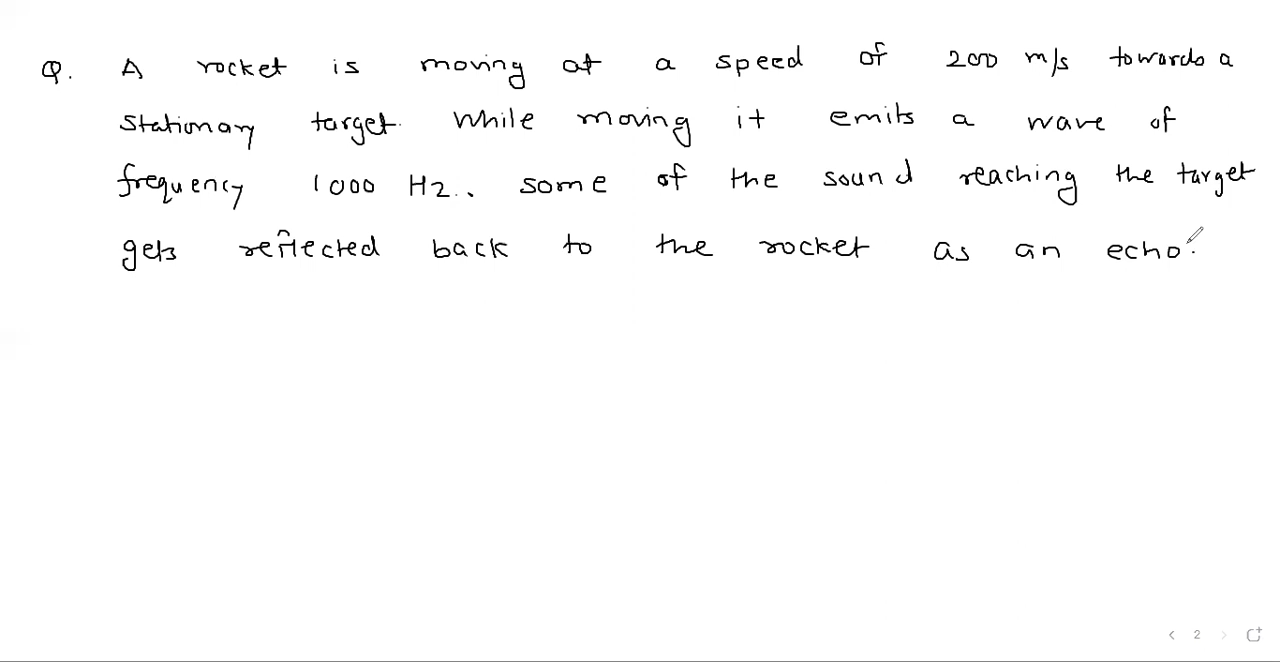 Q. A rocket is moving at a speed of 200 m/s towards a
stationary target. While moving it emits a wave of
frequency 1000 Hz.. some of the sound reaching the target
gets reflected back to the rocket as an echo.
< 2 >